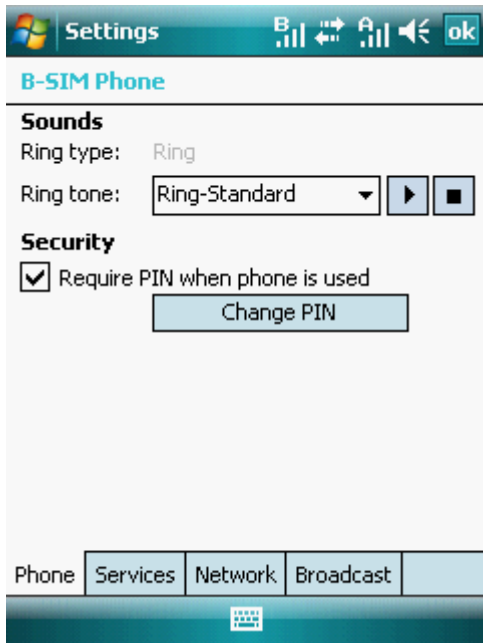 Settings B A ok
B-SIM Phone
Sounds
Ring type: Ring
Ring tone: Ring-Standard
Security
Require PIN when phone is used
Change PIN
Phone Services Network Broadcast